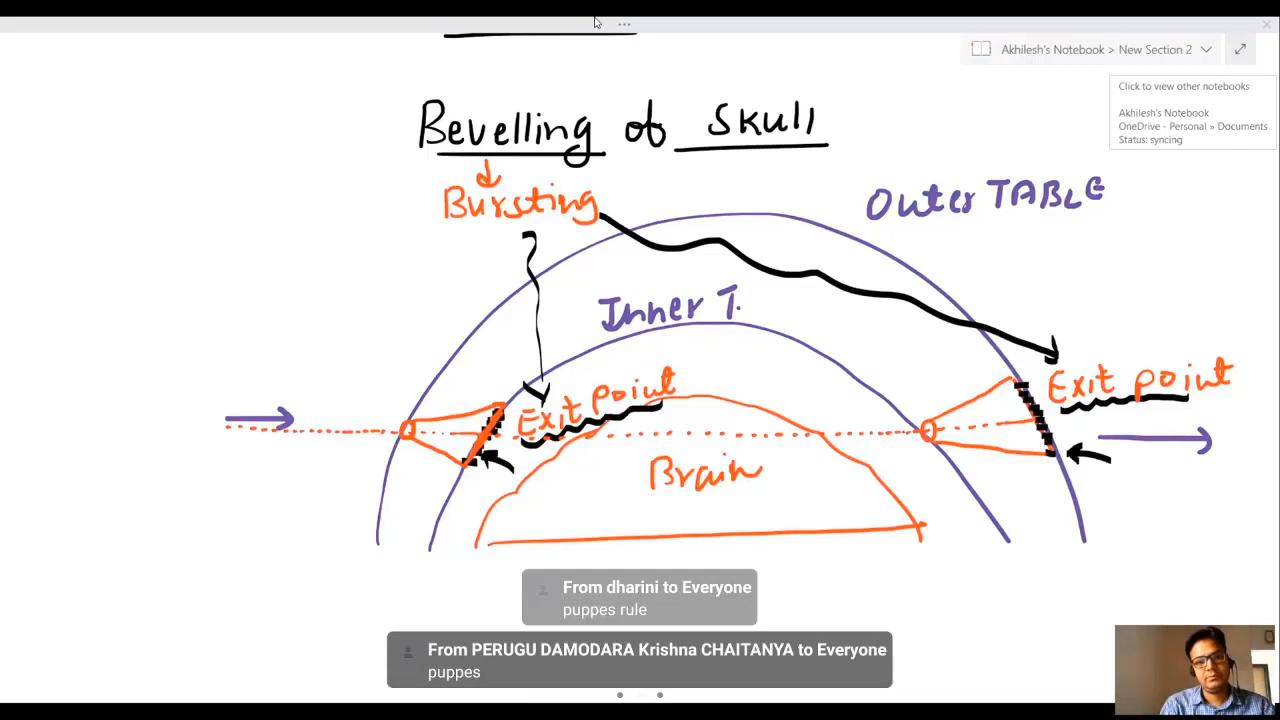 Akhilesh's Notebook > New Section 2
Click to view other notebooks
Akhilesh's Notebook
OneDrive - Personal » Documents
Status: syncing
Bevelling of Skull
Bursting
Outer TABLE
Inner T.
Exit point
Exit point
Brain
From dharini to Everyone
puppes rule
From PERUGU DAMODARA Krishna CHAITANYA to Everyone
puppes